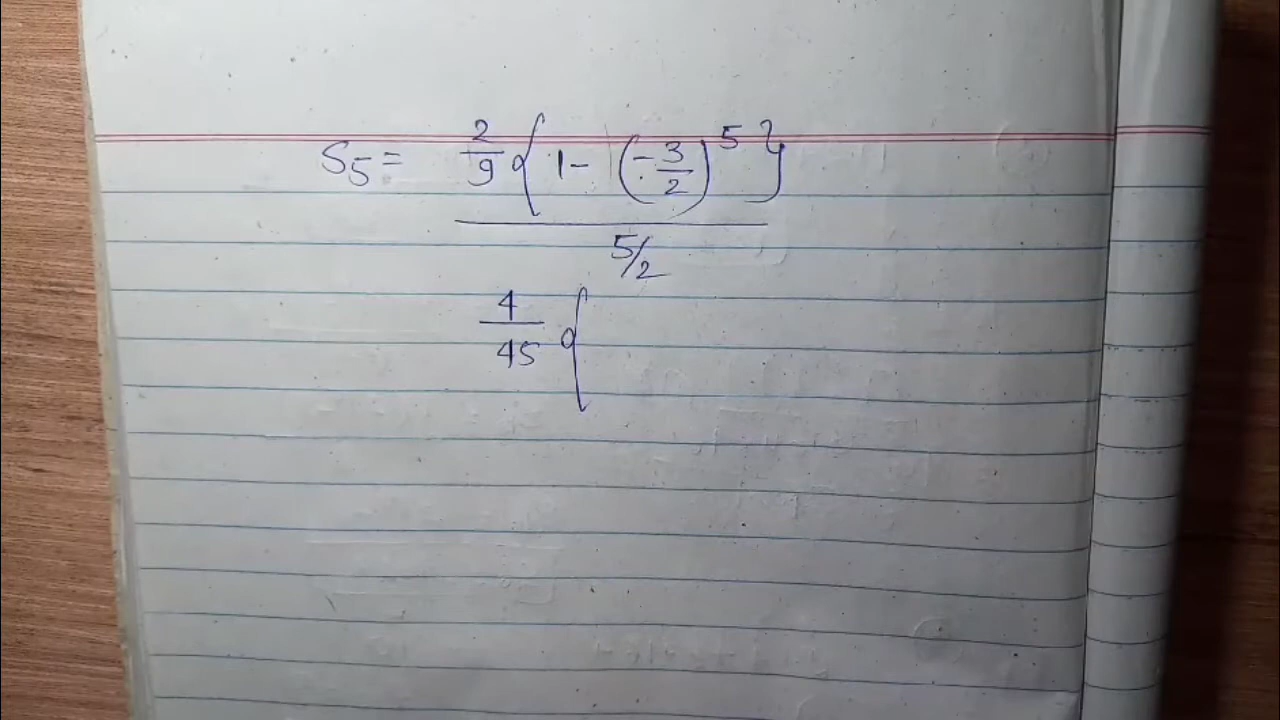 S5 = 2/9 { 1 - (-3/2)^5 }
5/2
4/45 {